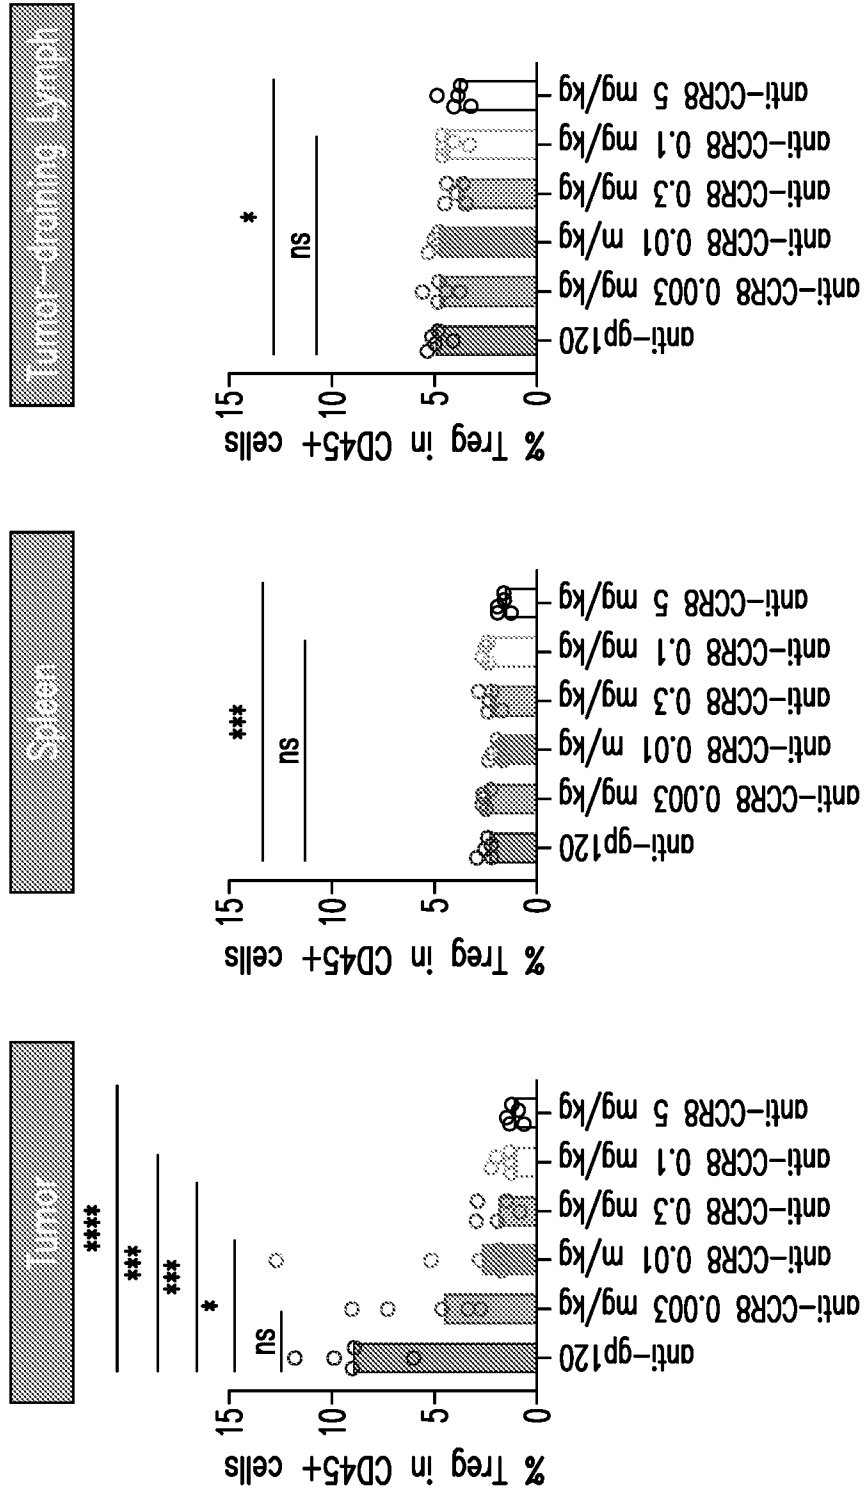 Tumor
****
***
***
*
ns
% Treg in CD45+ cells
15
10
5
0
anti-gp120
anti-CCR8 0.003 mg/kg
anti-CCR8 0.01 m/kg
anti-CCR8 0.3 mg/kg
anti-CCR8 0.1 mg/kg
anti-CCR8 5 mg/kg
Spleen
***
ns
% Treg in CD45+ cells
15
10
5
0
anti-gp120
anti-CCR8 0.003 mg/kg
anti-CCR8 0.01 m/kg
anti-CCR8 0.3 mg/kg
anti-CCR8 0.1 mg/kg
anti-CCR8 5 mg/kg
Tumor-draining Lymph
*
ns
% Treg in CD45+ cells
15
10
5
0
anti-gp120
anti-CCR8 0.003 mg/kg
anti-CCR8 0.01 m/kg
anti-CCR8 0.3 mg/kg
anti-CCR8 0.1 mg/kg
anti-CCR8 5 mg/kg